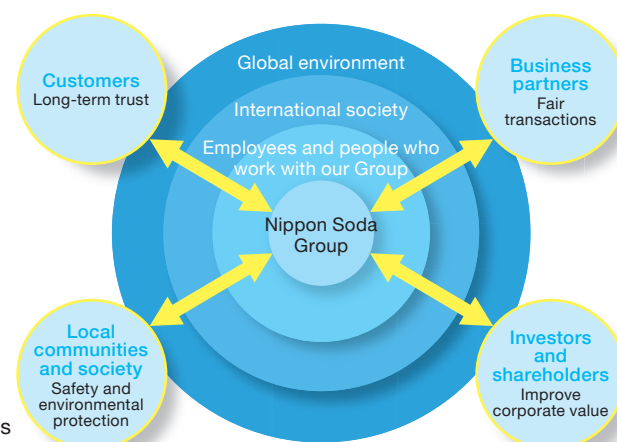 Global environment
International society
Employees and people who
work with our Group
Nippon Soda
Group
Customers
Long-term trust
Business
partners
Fair
transactions
Local
communities
and society
Safety and
environmental
protection
Investors
and
shareholders
Improve
corporate value
s